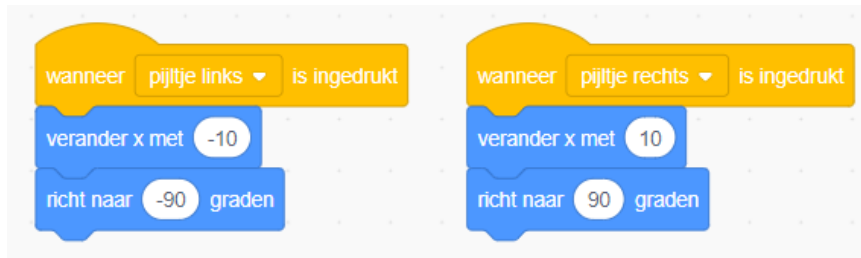 wanneer pijltje links is ingedrukt
verander x met -10
richt naar -90 graden
wanneer pijltje rechts is ingedrukt
verander x met 10
richt naar 90 graden